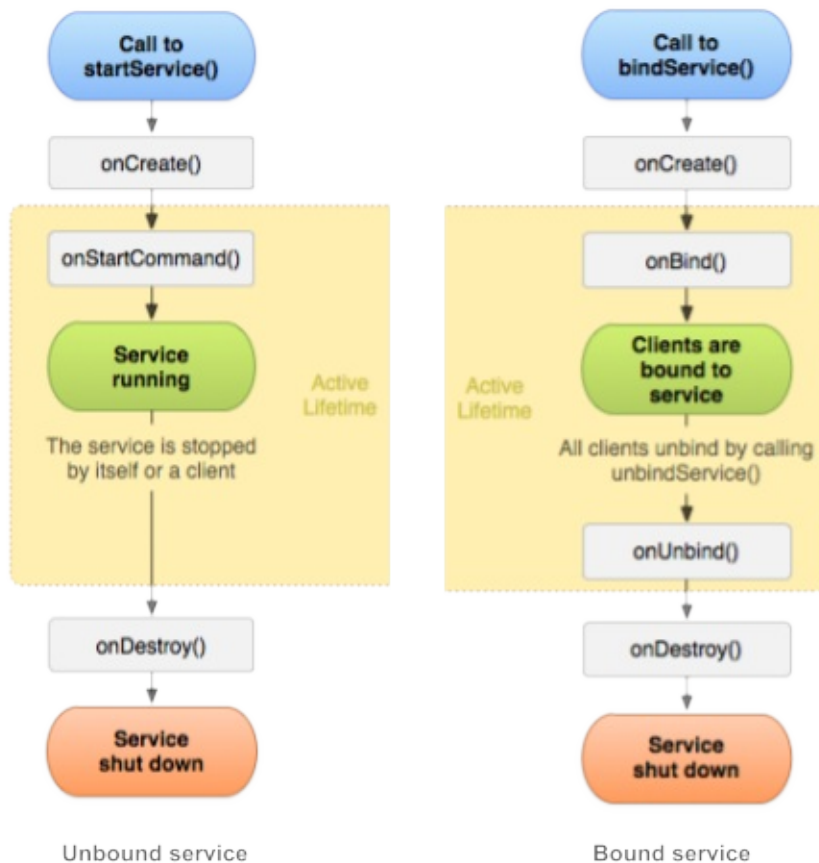 Call to
startService()
onCreate()
onStartCommand()
Service
running
Active
Lifetime
The service is stopped
by itself or a client
onDestroy()
Service
shut down
Unbound service
Call to
bindService()
onCreate()
onBind()
Clients are
bound to
service
Active
Lifetime
All clients unbind by calling
unbindService()
onUnbind()
onDestroy()
Service
shut down
Bound service